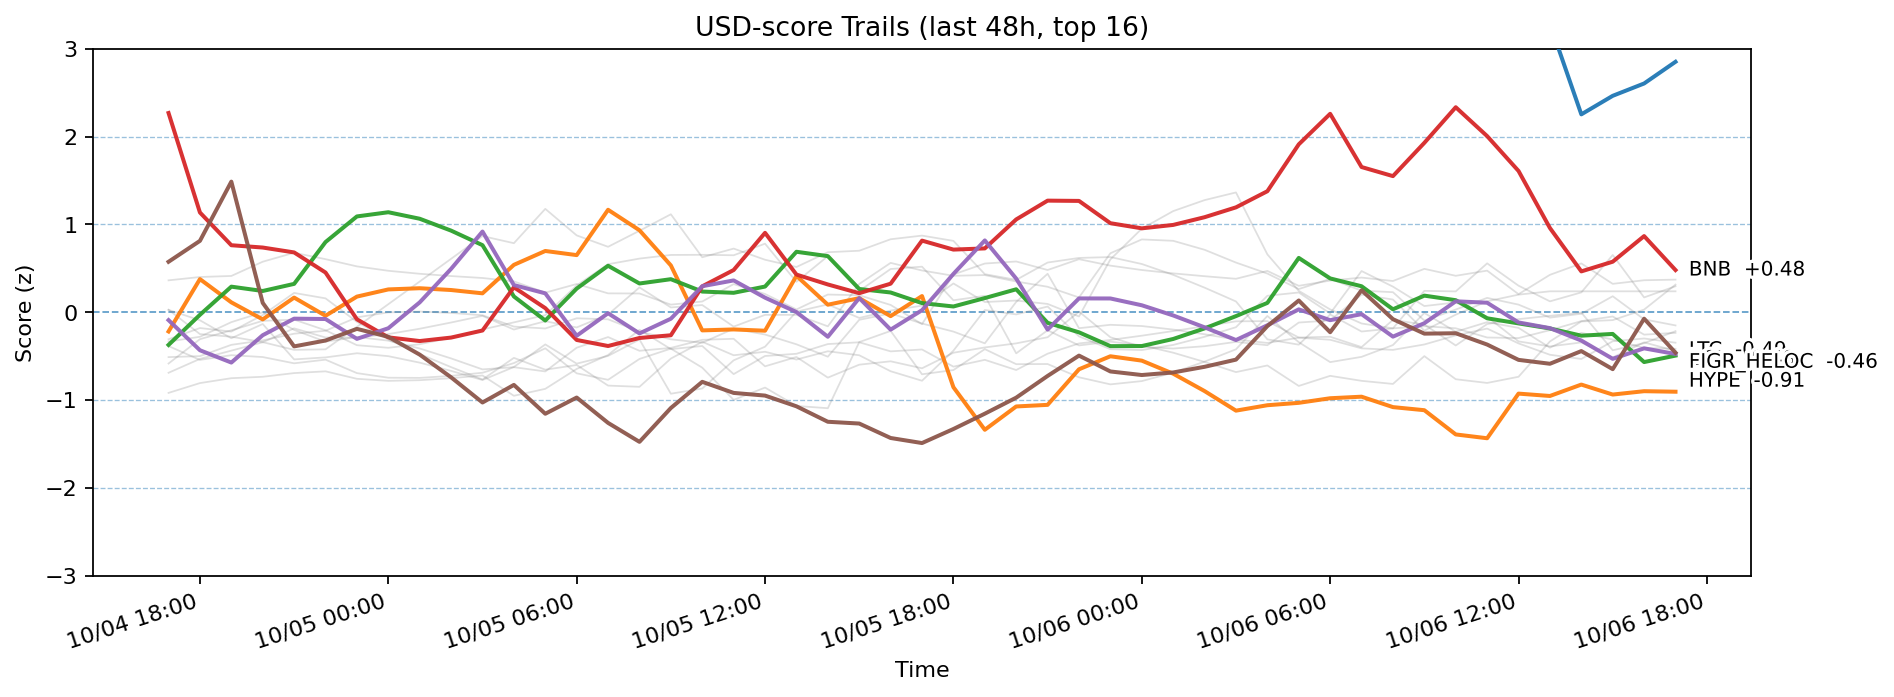 USD-score Trails (last 48h, top 16)
Score (z)
3
2
1
0
−1
−2
−3
BNB +0.48
LTC -0.49
FIGR_HELOC -0.46
HYPE -0.91
10/04 18:00
10/05 00:00
10/05 06:00
10/05 12:00
10/05 18:00
10/06 00:00
10/06 06:00
10/06 12:00
10/06 18:00
Time